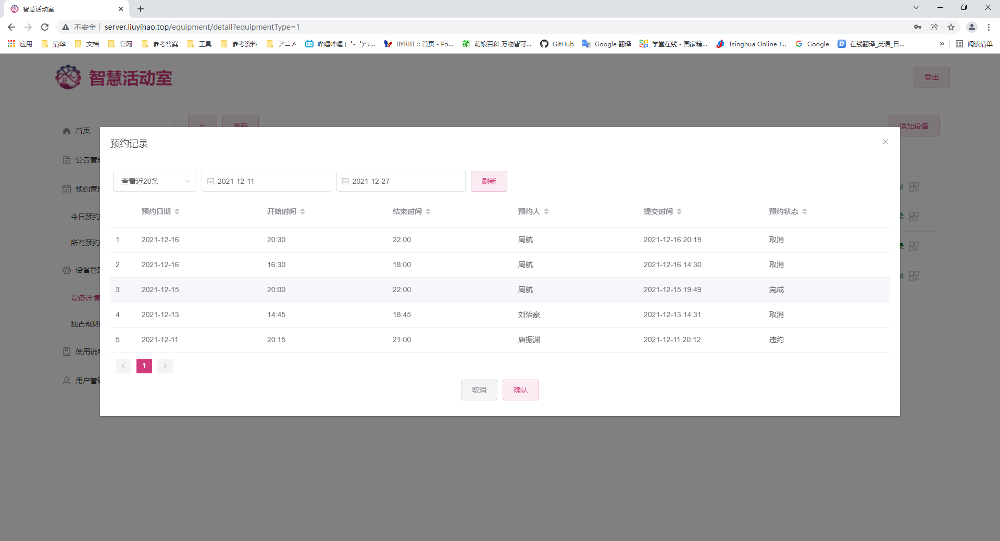 智慧活动室
不安全 server.liuyihao.top/equipment/detail?equipmentType=1
应用 清华 文档 官网 参考答案 工具 参考资料 アニメ 哔哩哔哩 ( ゜- ゜)つ... BYRBT :: 首页 - Po... 萌娘百科 万物皆可... GitHub Google 翻译 学堂在线 - 国家精... Tsinghua Online J... Google 在线翻译_英语_日... » 阅读清单
智慧活动室 登出
← 刷新 添加设备
首页
公告管理
预约管理
今日预约
所有预约
设备管理
设备详情
独占规则
使用说明
用户管理
预约记录
查看近20条 2021-12-11 2021-12-27 刷新
预约日期 开始时间 结束时间 预约人 提交时间 预约状态
1 2021-12-16 20:30 22:00 周航 2021-12-16 20:19 取消
2 2021-12-16 16:30 18:00 周航 2021-12-16 14:30 取消
3 2021-12-15 20:00 22:00 周航 2021-12-15 19:49 完成
4 2021-12-13 14:45 18:45 刘怡豪 2021-12-13 14:31 取消
5 2021-12-11 20:15 21:00 唐振渊 2021-12-11 20:12 违约
1
取消 确认
录
录
录
录